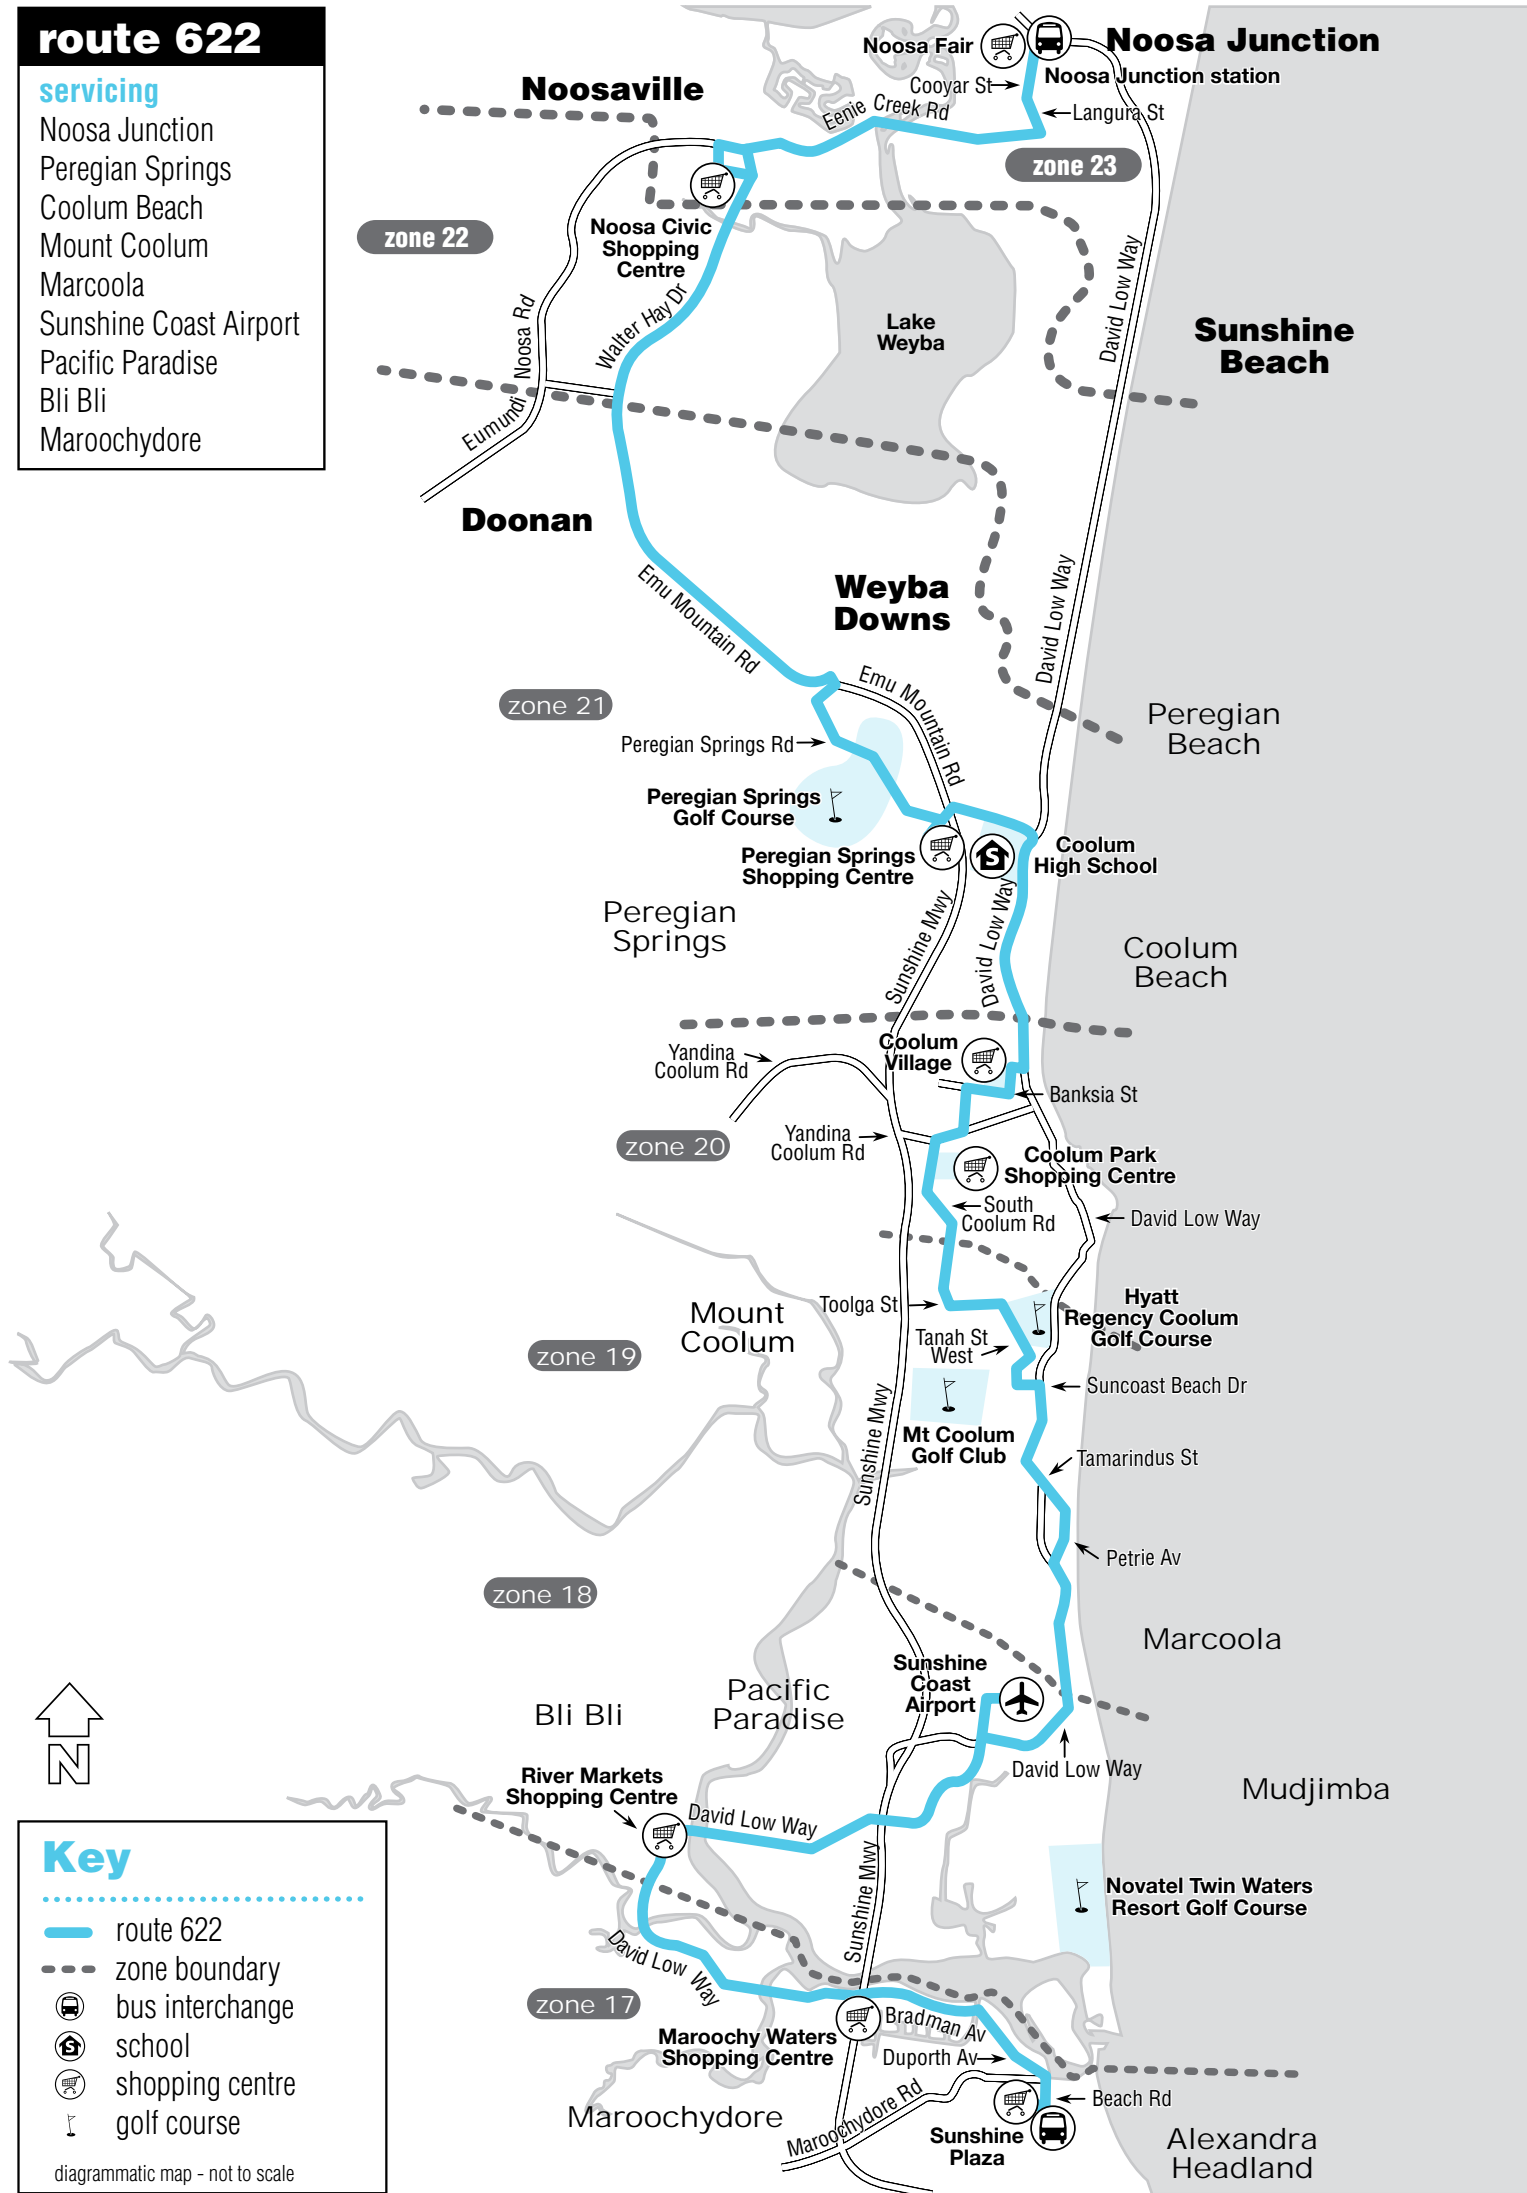 route 622
servicing
Noosa Junction
Peregian Springs
Coolum Beach
Mount Coolum
Marcoola
Sunshine Coast Airport
Pacific Paradise
Bli Bli
Maroochydore
Noosa Fair
Noosa Junction
Noosa Junction station
Cooyar St
Langura St
Eenie Creek Rd
Noosaville
zone 23
zone 22
Noosa Civic
Shopping
Centre
Walter Hay Dr
Eumundi Noosa Rd
Lake
Weyba
David Low Way
Sunshine
Beach
Doonan
Emu Mountain Rd
Weyba
Downs
David Low Way
zone 21
Emu Mountain Rd
Peregian
Beach
Peregian Springs Rd
Peregian Springs
Golf Course
Peregian Springs
Shopping Centre
Coolum
High School
Peregian
Springs
Sunshine Mwy
David Low Way
Coolum
Beach
Coolum
Village
Yandina
Coolum Rd
Banksia St
zone 20
Yandina
Coolum Rd
Coolum Park
Shopping Centre
South
Coolum Rd
David Low Way
Mount
Coolum
Toolga St
Hyatt
Regency Coolum
Golf Course
zone 19
Tanah St
West
Suncoast Beach Dr
Mt Coolum
Golf Club
Sunshine Mwy
Tamarindus St
Petrie Av
zone 18
Marcoola
Sunshine
Coast
Airport
Pacific
Paradise
Bli Bli
N
David Low Way
River Markets
Shopping Centre
Mudjimba
David Low Way
Sunshine Mwy
Novatel Twin Waters
Resort Golf Course
David Low Way
zone 17
Bradman Av
Maroochy Waters
Shopping Centre
Duporth Av
Maroochydore Rd
Beach Rd
Maroochydore
Sunshine
Plaza
Alexandra
Headland
Key
route 622
zone boundary
bus interchange
S
school
shopping centre
golf course
diagrammatic map - not to scale
S